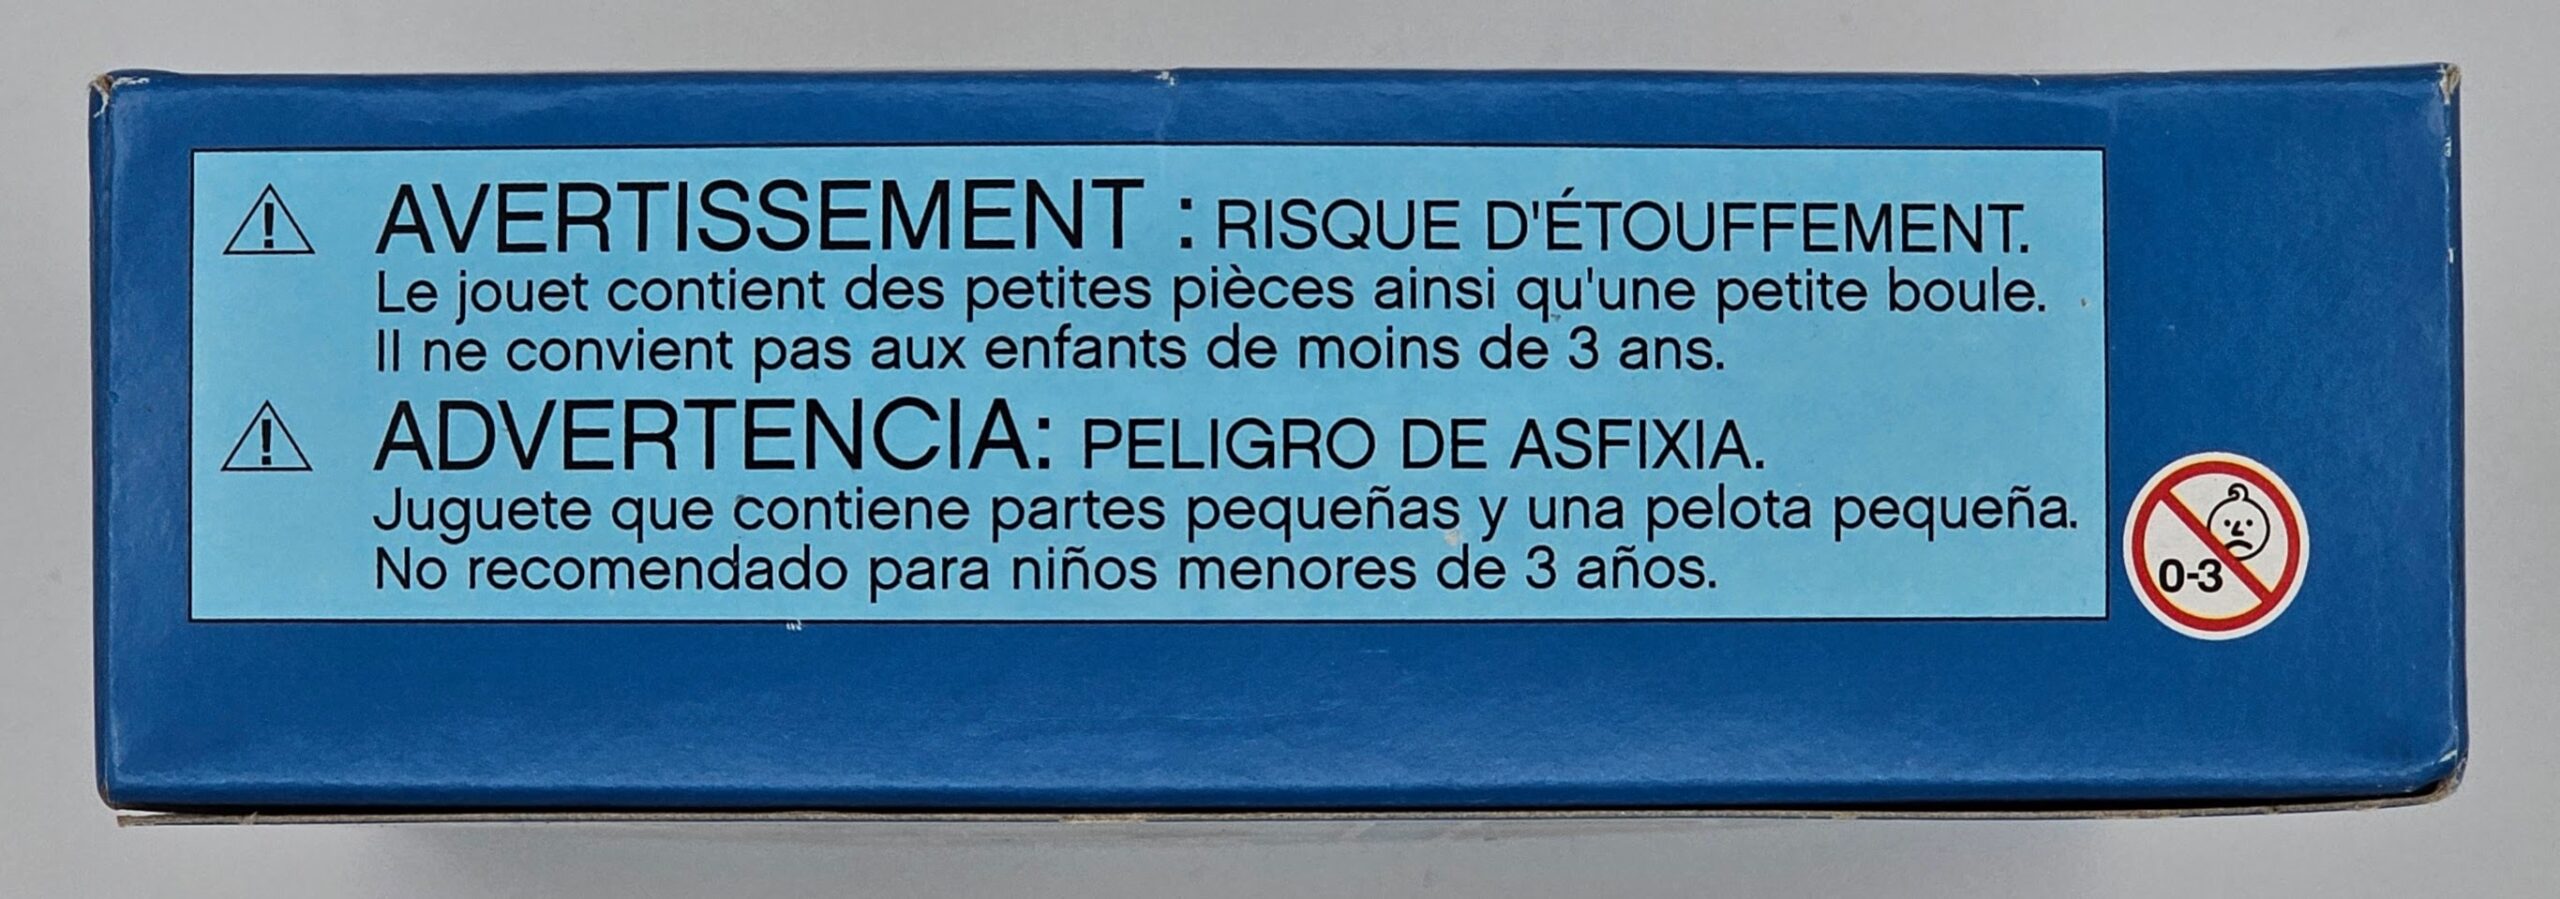 AVERTISSEMENT : RISQUE D'ÉTOUFFEMENT.
Le jouet contient des petites pièces ainsi qu'une petite boule.
Il ne convient pas aux enfants de moins de 3 ans.
ADVERTENCIA: PELIGRO DE ASFIXIA.
Juguete que contiene partes pequeñas y una pelota pequeña.
No recomendado para niños menores de 3 años.
0-3